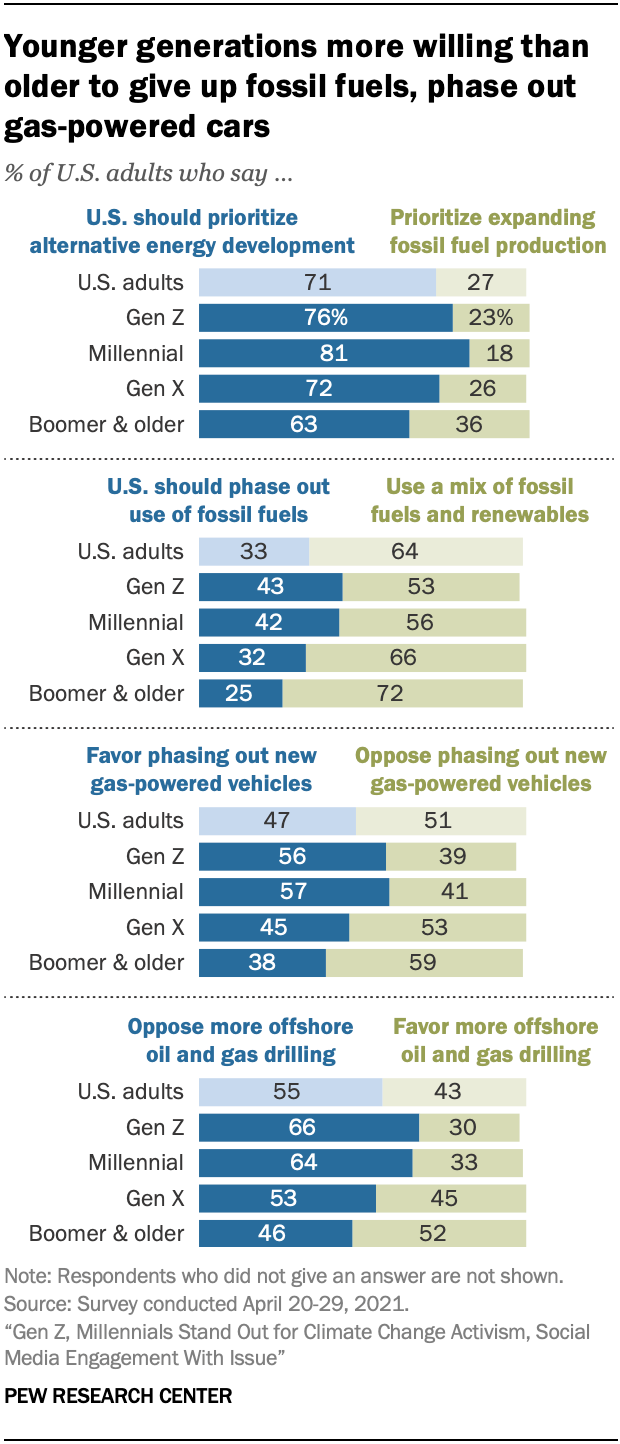 Younger generations more willing than
older to give up fossil fuels, phase out
gas-powered cars
% of U.S. adults who say ...
U.S. should prioritize
alternative energy development
Prioritize expanding
fossil fuel production
U.S. adults 71 27
Gen Z 76% 23%
Millennial 81 18
Gen X 72 26
Boomer & older 63 36
U.S. should phase out
use of fossil fuels
Use a mix of fossil
fuels and renewables
U.S. adults 33 64
Gen Z 43 53
Millennial 42 56
Gen X 32 66
Boomer & older 25 72
Favor phasing out new
gas-powered vehicles
Oppose phasing out new
gas-powered vehicles
U.S. adults 47 51
Gen Z 56 39
Millennial 57 41
Gen X 45 53
Boomer & older 38 59
Oppose more offshore
oil and gas drilling
Favor more offshore
oil and gas drilling
U.S. adults 55 43
Gen Z 66 30
Millennial 64 33
Gen X 53 45
Boomer & older 46 52
Note: Respondents who did not give an answer are not shown.
Source: Survey conducted April 20-29, 2021.
“Gen Z, Millennials Stand Out for Climate Change Activism, Social
Media Engagement With Issue”
PEW RESEARCH CENTER